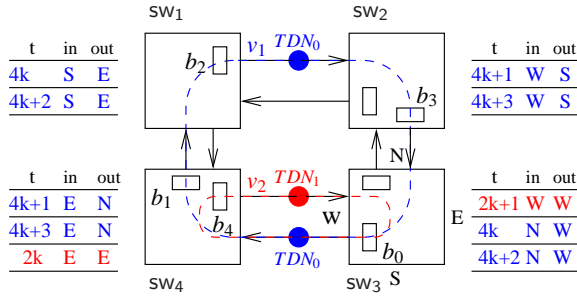 sw1 sw2
t in out
4k S E
4k+2 S E
b2 v1 TDN0
b3
t in out
4k+1 W S
4k+3 W S
N
t in out
4k+1 E N
4k+3 E N
2k E E
b1 v2 TDN1
b4 W
TDN0 b0
E
S
t in out
2k+1 W W
4k N W
4k+2 N W
sw4 sw3